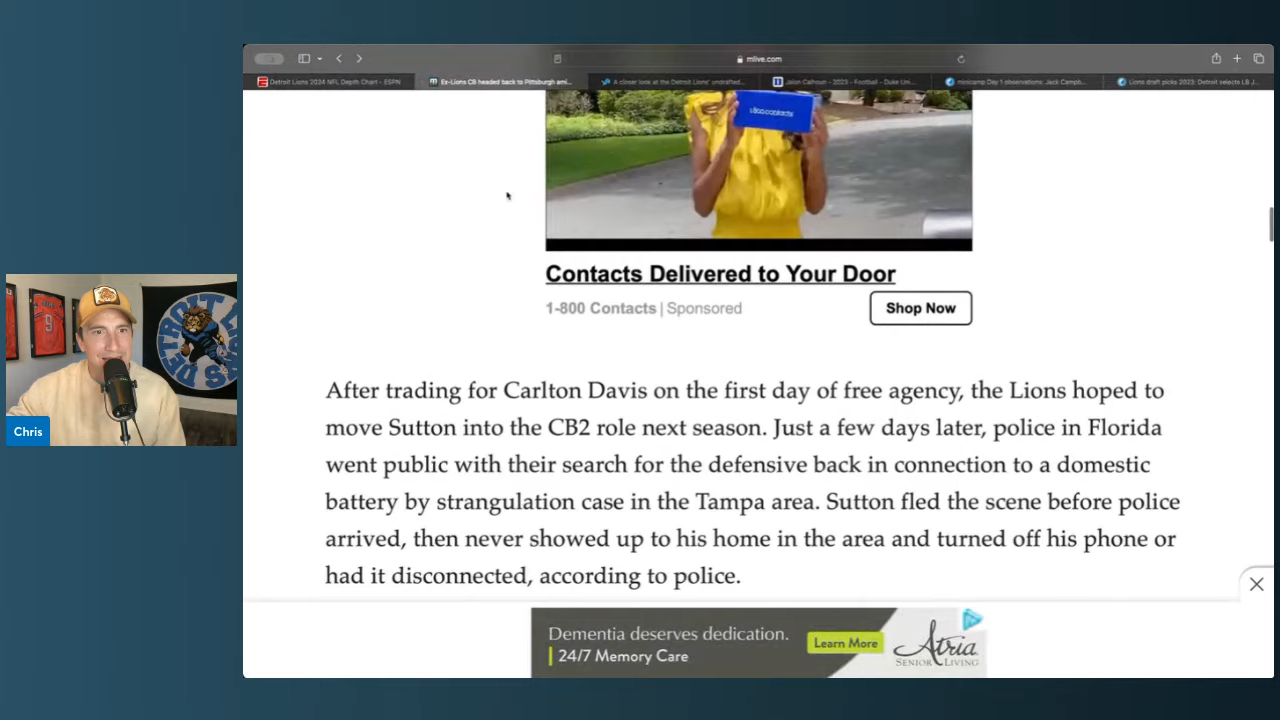 mlive.com
Detroit Lions 2024 NFL Depth Chart - ESPN
Ex-Lions CB headed back to Pittsburgh ami...
A closer look at the Detroit Lions' undrafted...
Jalon Calhoun - 2023 - Football - Duke Uni...
minicamp Day 1 observations: Jack Campb...
Lions draft picks 2023: Detroit selects LB J...
1-800 contacts
Contacts Delivered to Your Door
1-800 Contacts | Sponsored
Shop Now
After trading for Carlton Davis on the first day of free agency, the Lions hoped to
move Sutton into the CB2 role next season. Just a few days later, police in Florida
went public with their search for the defensive back in connection to a domestic
battery by strangulation case in the Tampa area. Sutton fled the scene before police
arrived, then never showed up to his home in the area and turned off his phone or
had it disconnected, according to police.
9
DETROIT
Chris
Dementia deserves dedication.
24/7 Memory Care
Learn More
Atria
SENIOR LIVING